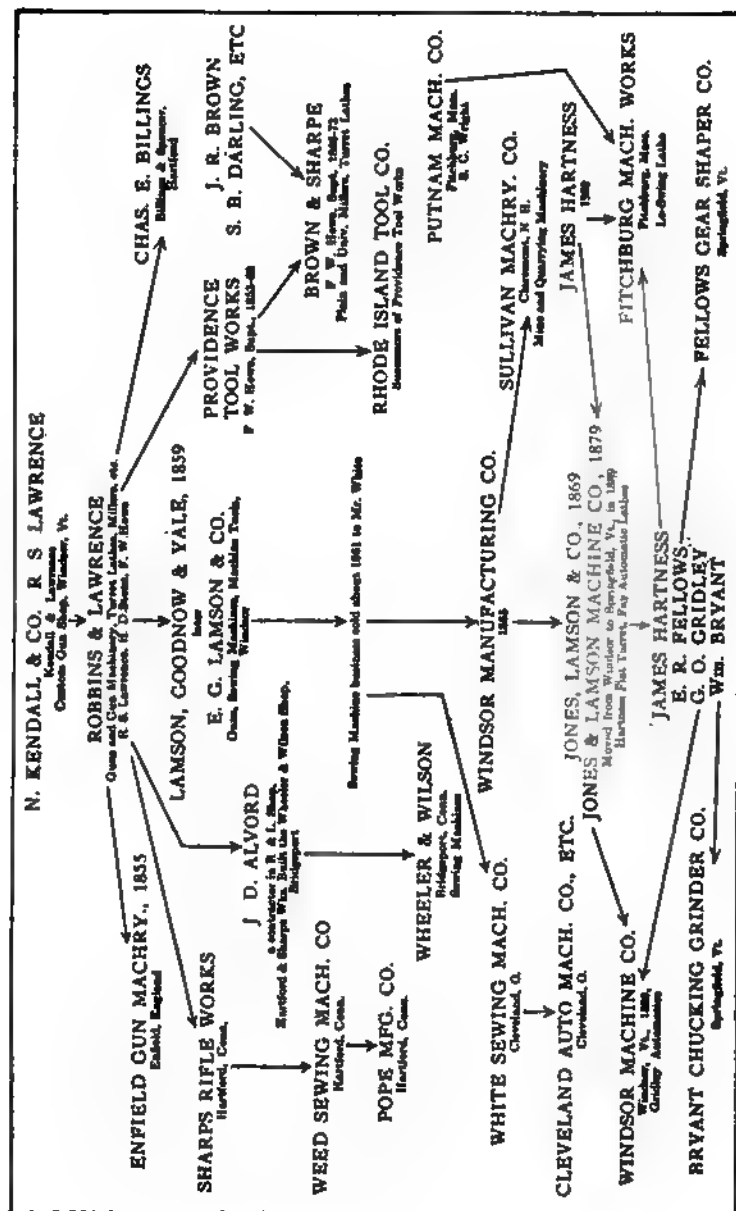 N. KENDALL & CO. R S LAWRENCE
Kendall & Lawrence
Custom Gun Shop, Windsor, Vt.
ROBBINS & LAWRENCE
Guns and Gun Machinery, Turret Lathes, Millers, etc.
R. S. Lawrence, H. D. Stone, F. W. Howe
ENFIELD GUN MACHRY., 1855
Enfield, England
SHARPS RIFLE WORKS
Hartford, Conn.
J D. ALVORD
a contractor in R & L Shop,
Hartford & Sharps Wks. Built the Wheeler & Wilson Shop,
Bridgeport
LAMSON, GOODNOW & YALE, 1859
later
E. G. LAMSON & CO.
Guns, Sewing Machines, Machine Tools,
Windsor
PROVIDENCE
TOOL WORKS
F W. Howe, Supt.,
CHAS. E. BILLINGS
Billings & Spencer,
Hartford
J. R. BROWN
S. B. DARLING, ETC
BROWN & SHARPE
F. W. Howe, Supt.,
Plain and Univ. Millers, Turret Lathes
RHODE ISLAND TOOL CO.
Successors of Providence Tool Works
WEED SEWING MACH. CO
Hartford, Conn.
POPE MFG. CO.
Hartford, Conn.
WHEELER & WILSON
Bridgeport, Conn.
Sewing Machines
Sewing Machine business sold about 1861 to Mr. White
WHITE SEWING MACH. CO.
Cleveland, O.
CLEVELAND AUTO MACH. CO., ETC.
Cleveland, O.
WINDSOR MANUFACTURING CO.
1865
SULLIVAN MACHRY. CO.
Claremont, N H.
Mine and Quarrying Machinery
PUTNAM MACH. CO.
Fitchburg, Mass.
S. C. Wright
JONES, LAMSON & CO., 1869
JONES & LAMSON MACHINE CO., 1879
Moved from Windsor to Springfield, Vt., in 1889
Hartness Flat Turret, Fay Automatic Lathes
JAMES HARTNESS
FITCHBURG MACH. WORKS
Fitchburg, Mass.
Lo-Swing Lathe
WINDSOR MACHINE CO.
Windsor, Vt., 1889,
Gridley Automatics
JAMES HARTNESS
E. R. FELLOWS,
G. O. GRIDLEY
Wm. BRYANT
BRYANT CHUCKING GRINDER CO.
Springfield, Vt.
FELLOWS GEAR SHAPER CO.
Springfield, Vt.